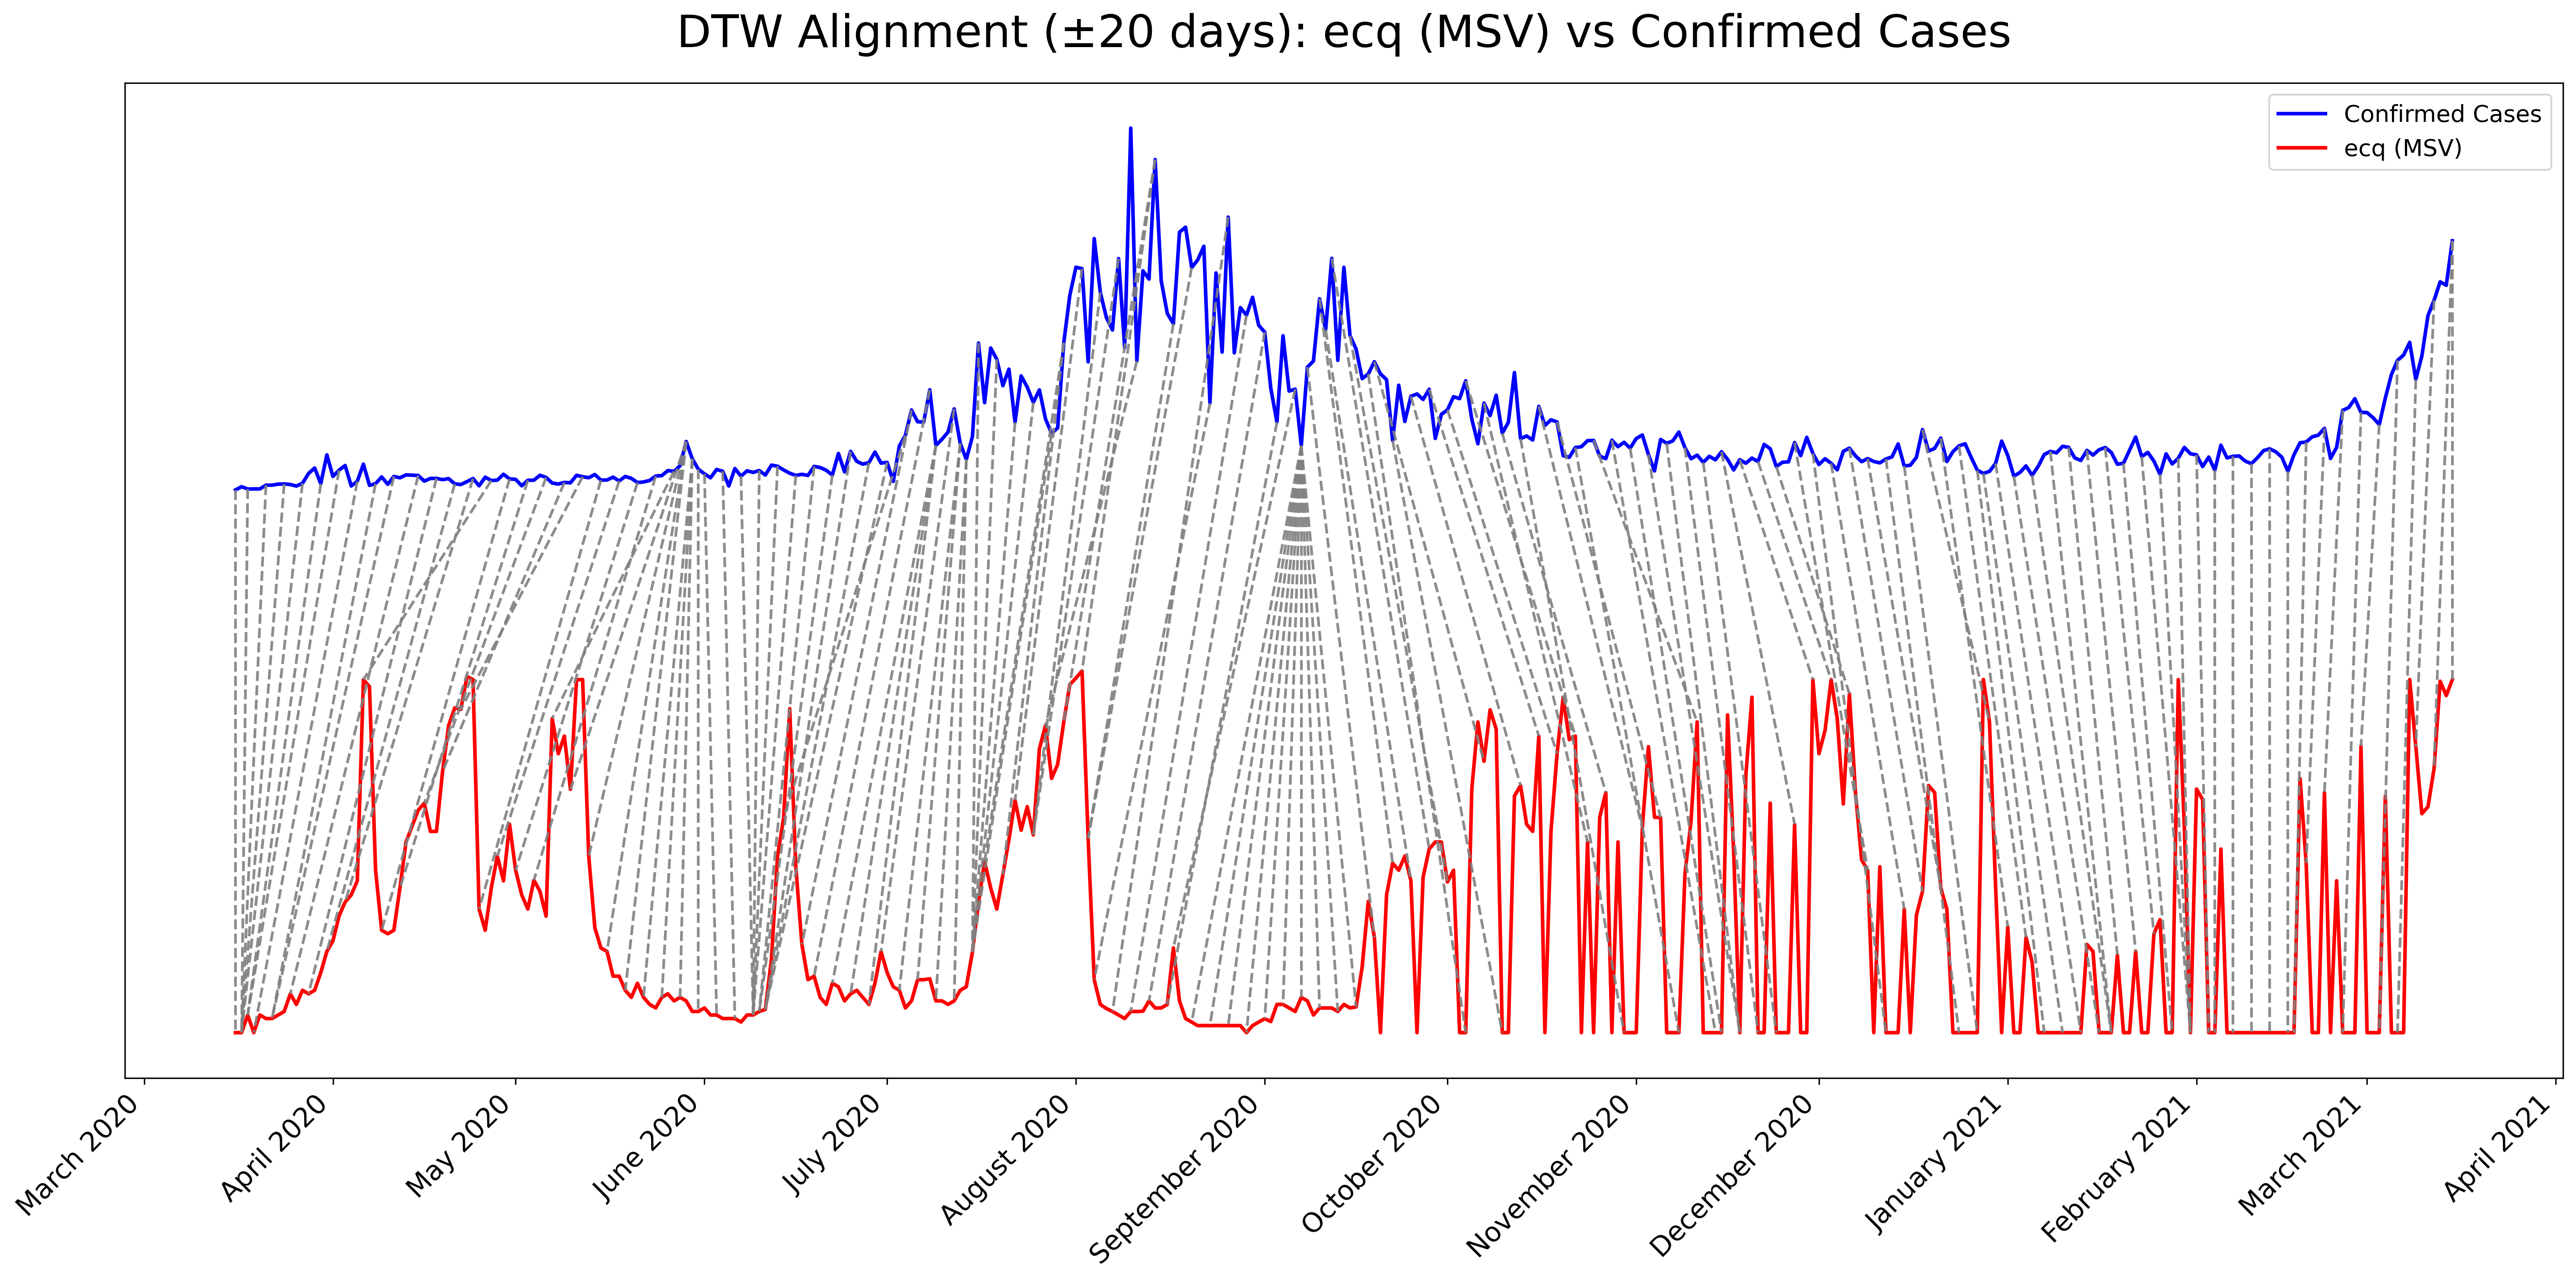 DTW Alignment (±20 days): ecq (MSV) vs Confirmed Cases
Confirmed Cases
ecq (MSV)
March 2020
April 2020
May 2020
June 2020
July 2020
August 2020
September 2020
October 2020
November 2020
December 2020
January 2021
February 2021
March 2021
April 2021